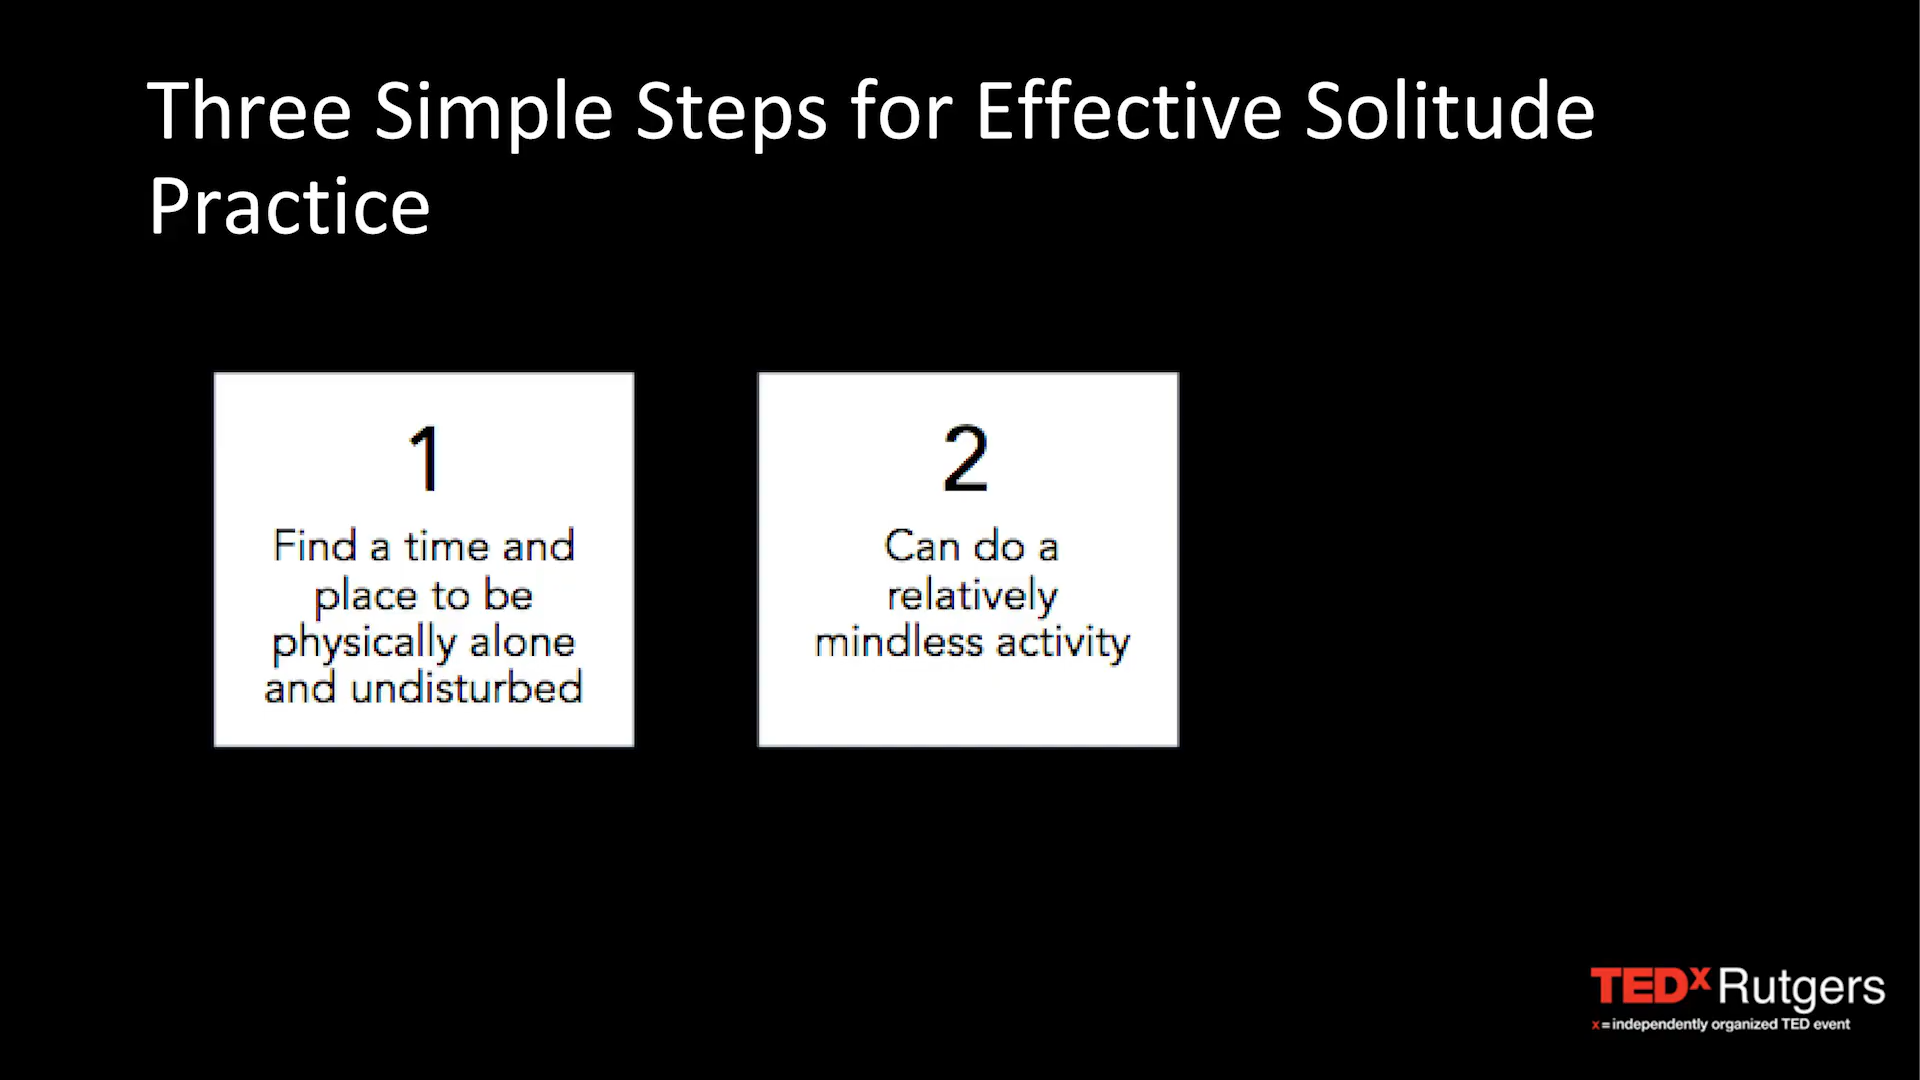 Three Simple Steps for Effective Solitude
Practice
1
Find a time and
place to be
physically alone
and undisturbed
2
Can do a
relatively
mindless activity
TEDx Rutgers
x=independently organized TED event